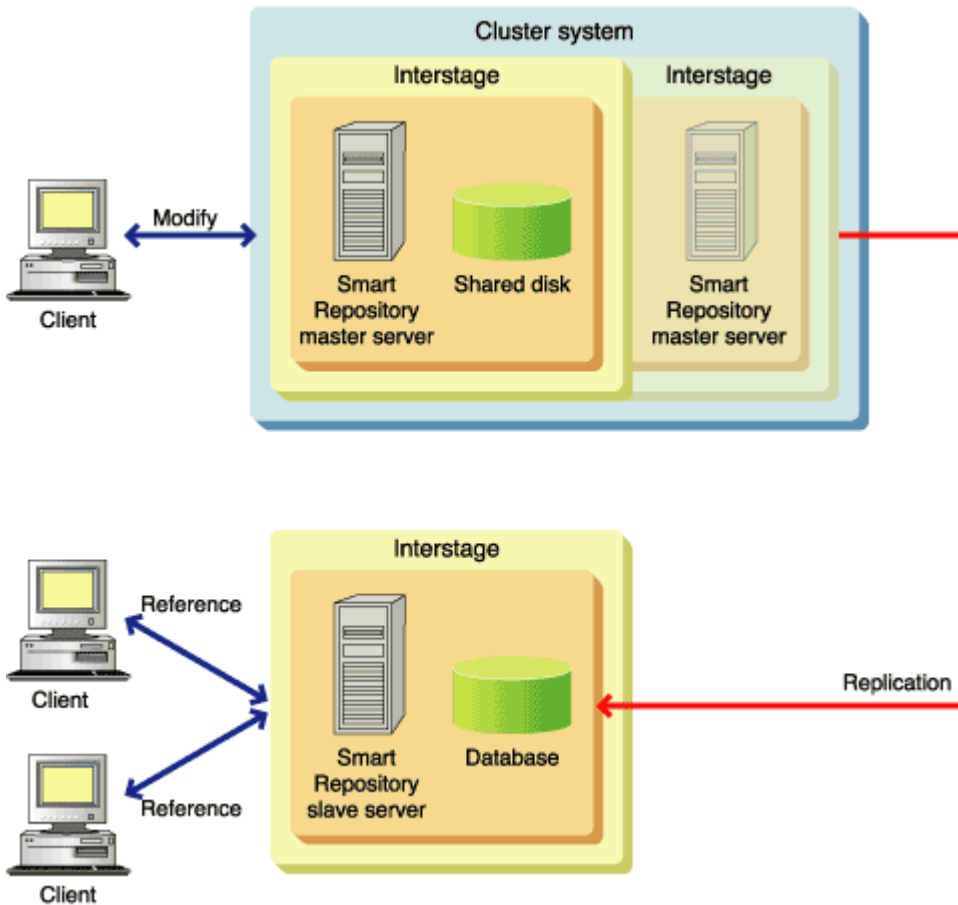 Cluster system
Interstage
Interstage
Modify
Client
Smart
Repository
master server
Shared disk
Smart
Repository
master server
Interstage
Reference
Client
Smart
Repository
slave server
Database
Replication
Reference
Client